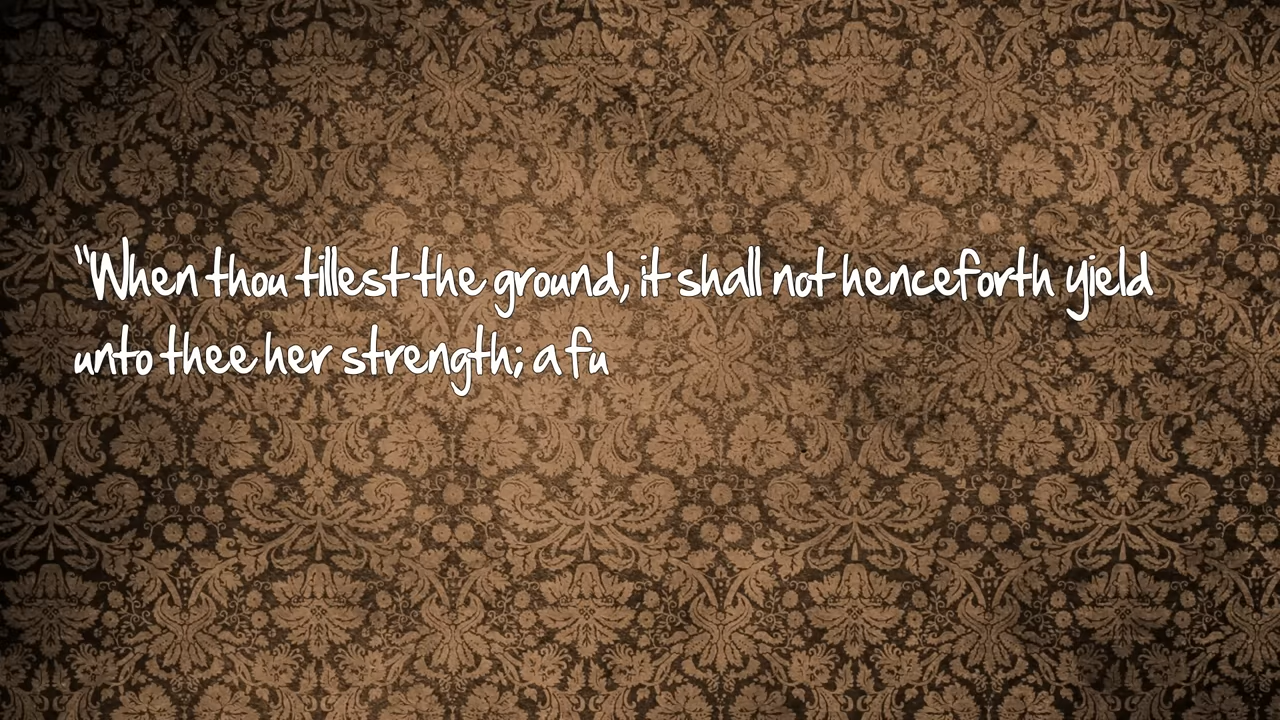 "When thou tillest the ground, it shall not henceforth yield
unto thee her strength; a fu